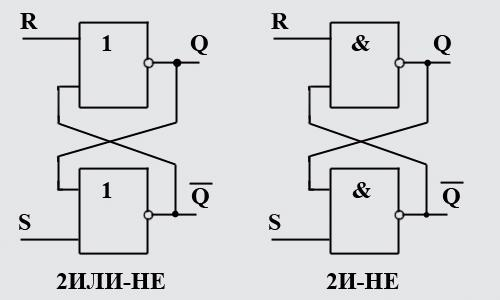 R 1 Q
R & Q
1 Q̅
S
& Q̅
S
2ИЛИ-НЕ
2И-НЕ